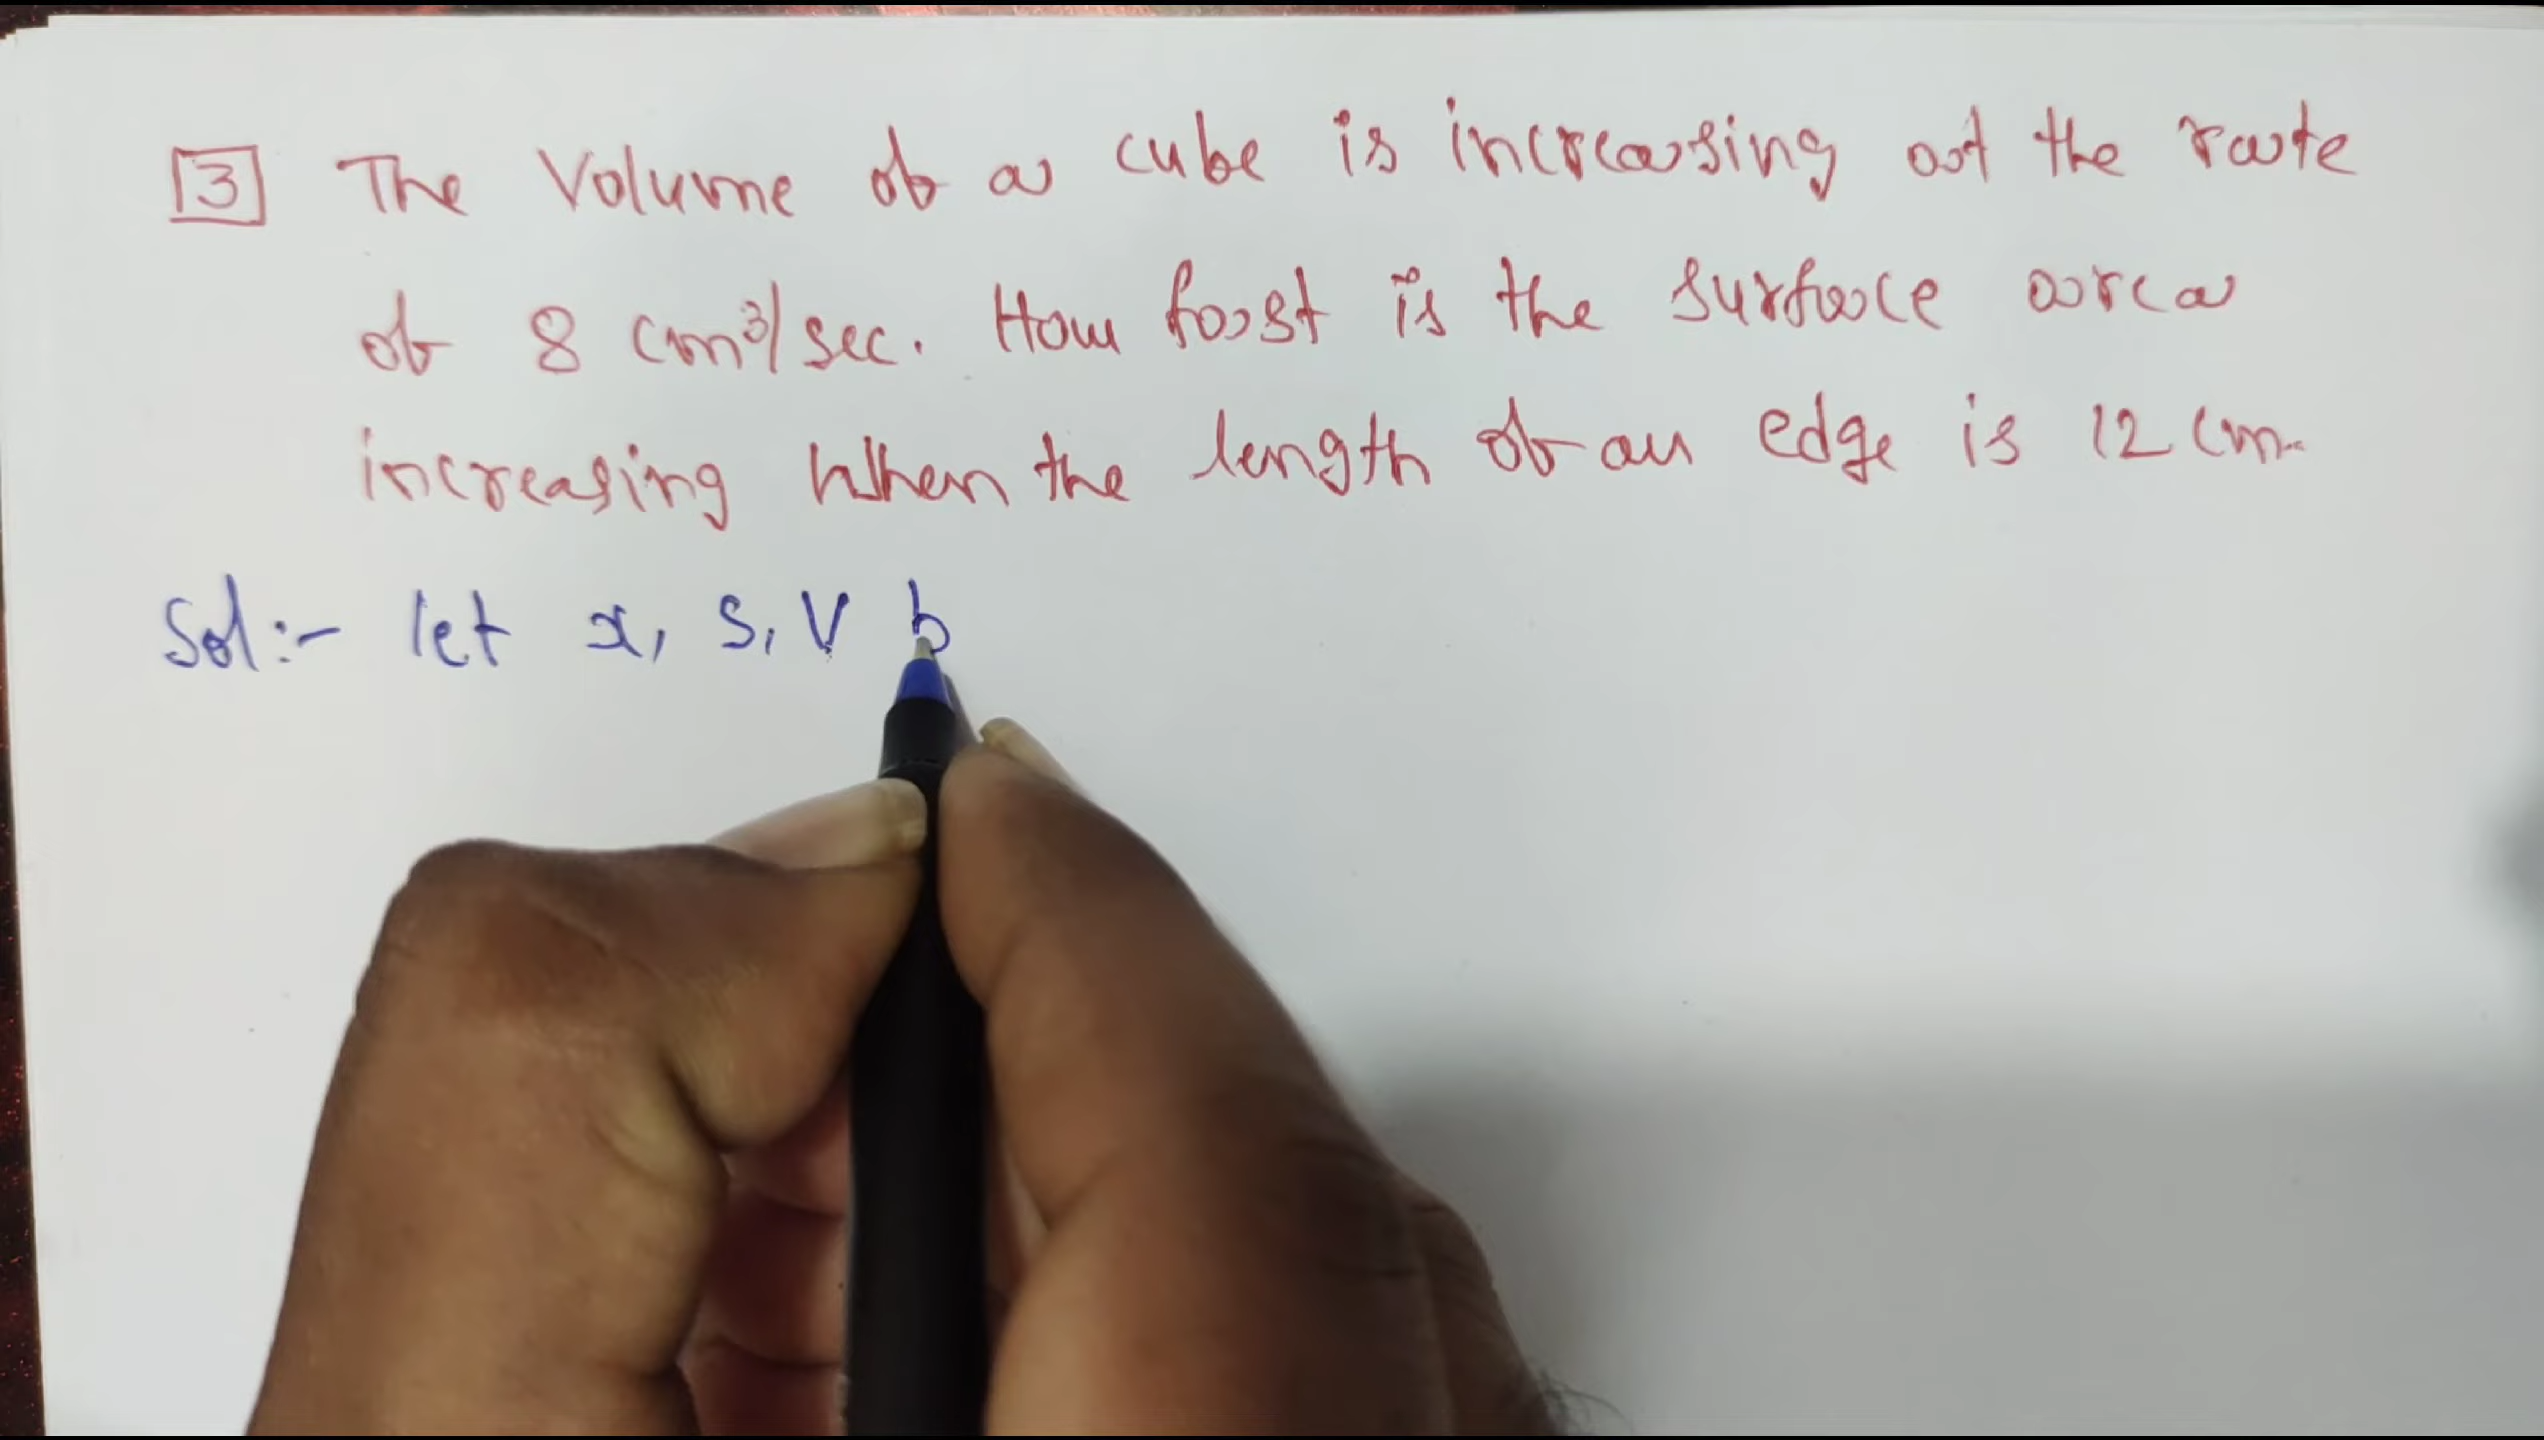 3 The Volume of a cube is increasing at the rate
of 8 cm³/sec. How fast is the surface area
increasing when the length of an edge is 12 cm.
Sol:- let x, s, V b